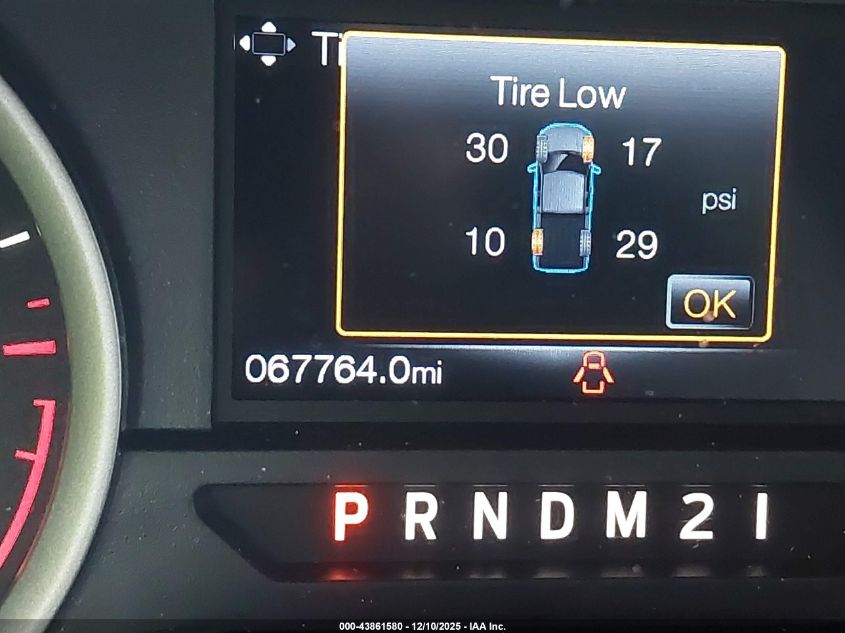 Ti
Tire Low
30 17
psi
10 29
OK
067764.0mi
P R N D M 2 1
000-43861580 - 12/10/2025 - IAA Inc.